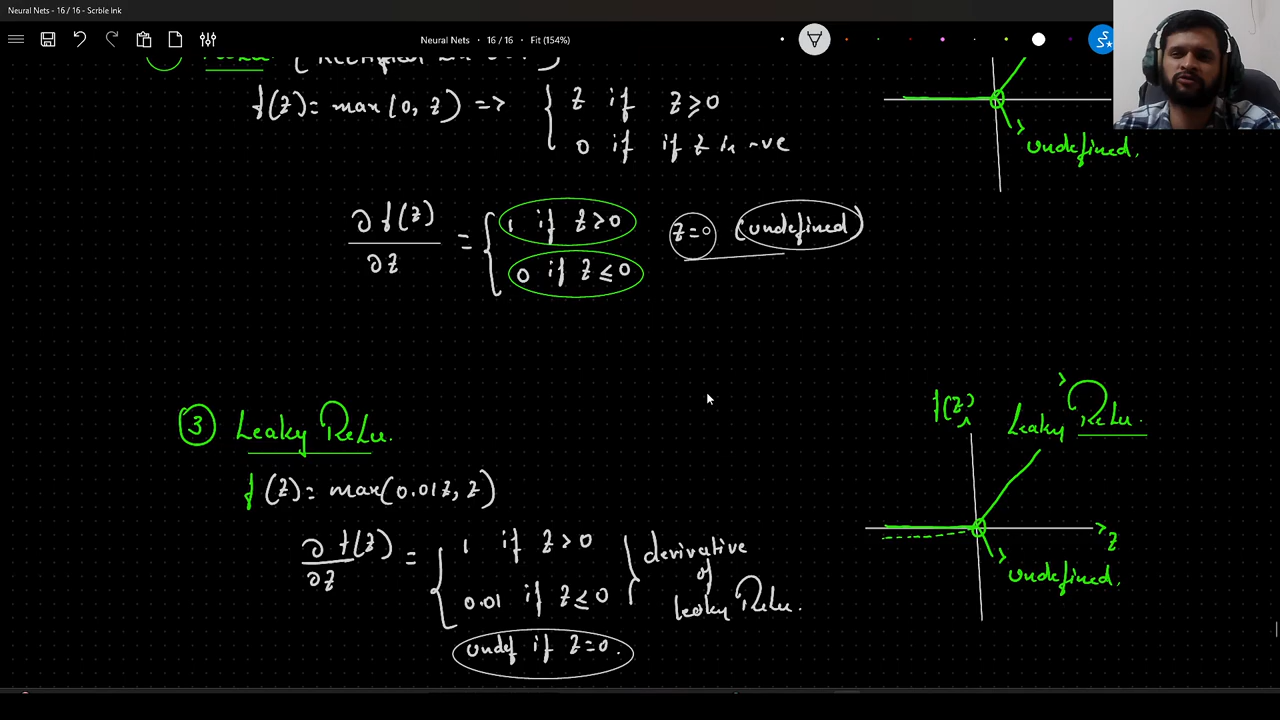 Neural Nets - 16 / 16 - Scrble Ink
Neural Nets • 16 / 16 • Fit (154%)
f(z) = max(0, z) => { z if z ≥ 0
0 if if z is -ve
undefined.
∂f(z)/∂z = { 1 if z > 0
0 if z ≤ 0
z=0 (undefined)
③ Leaky ReLu.
f(z) = max(0.01z, z)
∂f(z)/∂z = { 1 if z > 0
0.01 if z ≤ 0
undef if z=0.
} derivative
of
leaky ReLu.
f(z)
Leaky ReLu.
z
undefined.